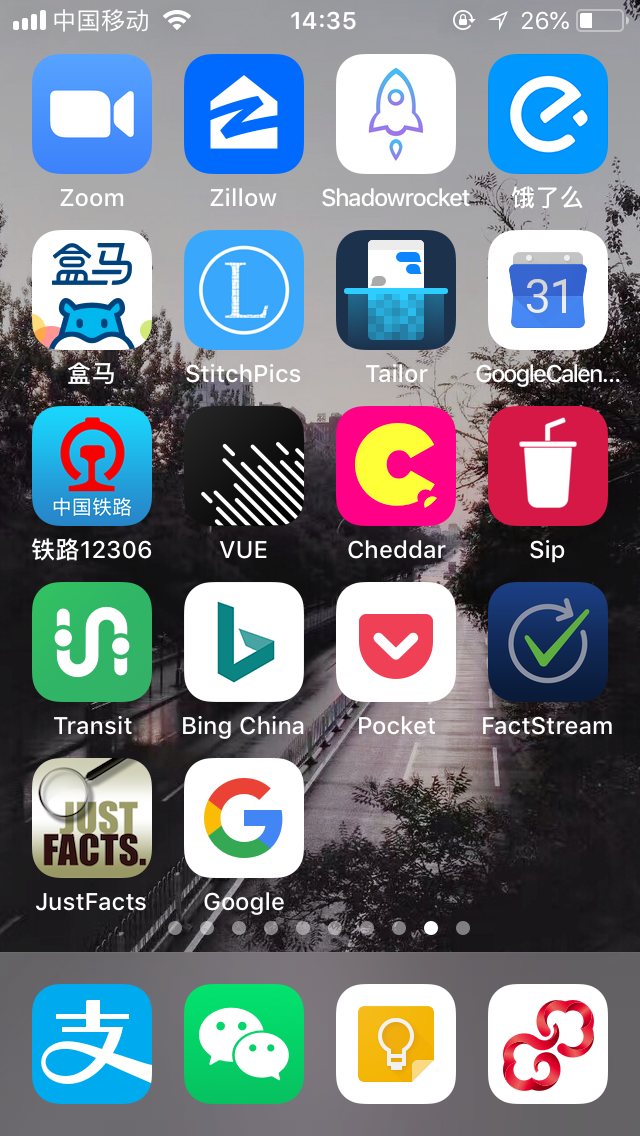 中国移动 14:35 26%
Zoom Zillow Shadowrocket 饿了么
盒马 L 31
盒马 StitchPics Tailor GoogleCalen...
中国铁路
铁路12306 VUE Cheddar Sip
Transit Bing China Pocket FactStream
JUST
FACTS.
JustFacts Google
支